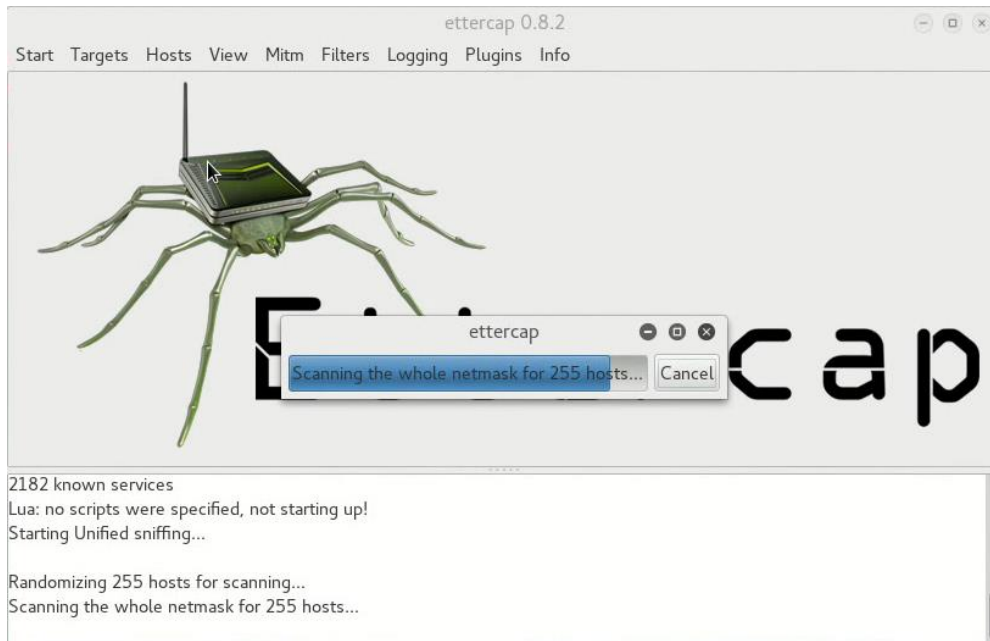 ettercap 0.8.2
Start Targets Hosts View Mitm Filters Logging Plugins Info
ettercap
Scanning the whole netmask for 255 hosts...
Cancel
cap
2182 known services
Lua: no scripts were specified, not starting up!
Starting Unified sniffing...
Randomizing 255 hosts for scanning...
Scanning the whole netmask for 255 hosts...